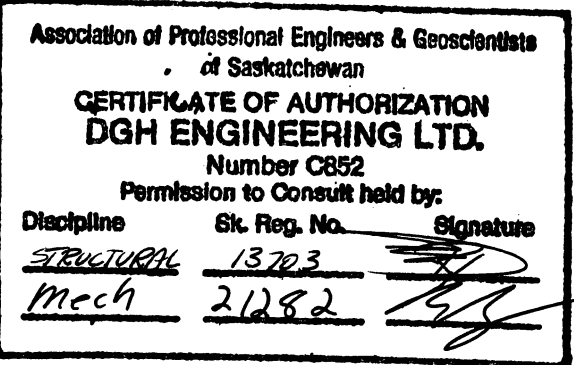 Association of Professional Engineers & Geoscientists
of Saskatchewan
CERTIFICATE OF AUTHORIZATION
DGH ENGINEERING LTD.
Number C852
Permission to Consult held by:
Discipline Sk. Reg. No. Signature
STRUCTURAL 13703
Mech 21282